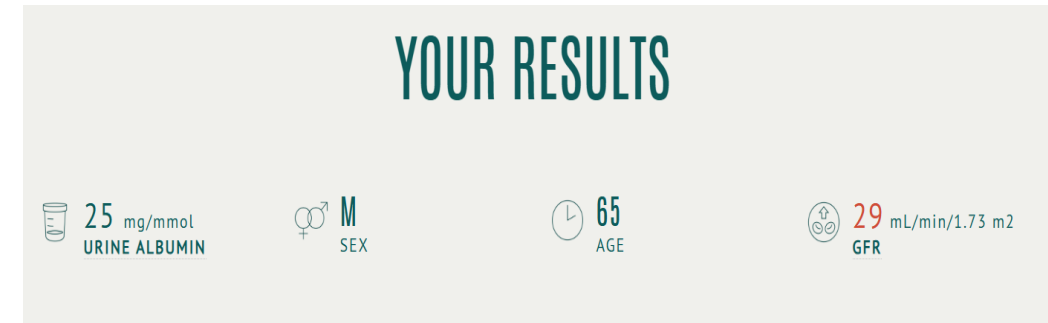 YOUR RESULTS
25 mg/mmol
URINE ALBUMIN
M
SEX
65
AGE
29 mL/min/1.73 m2
GFR